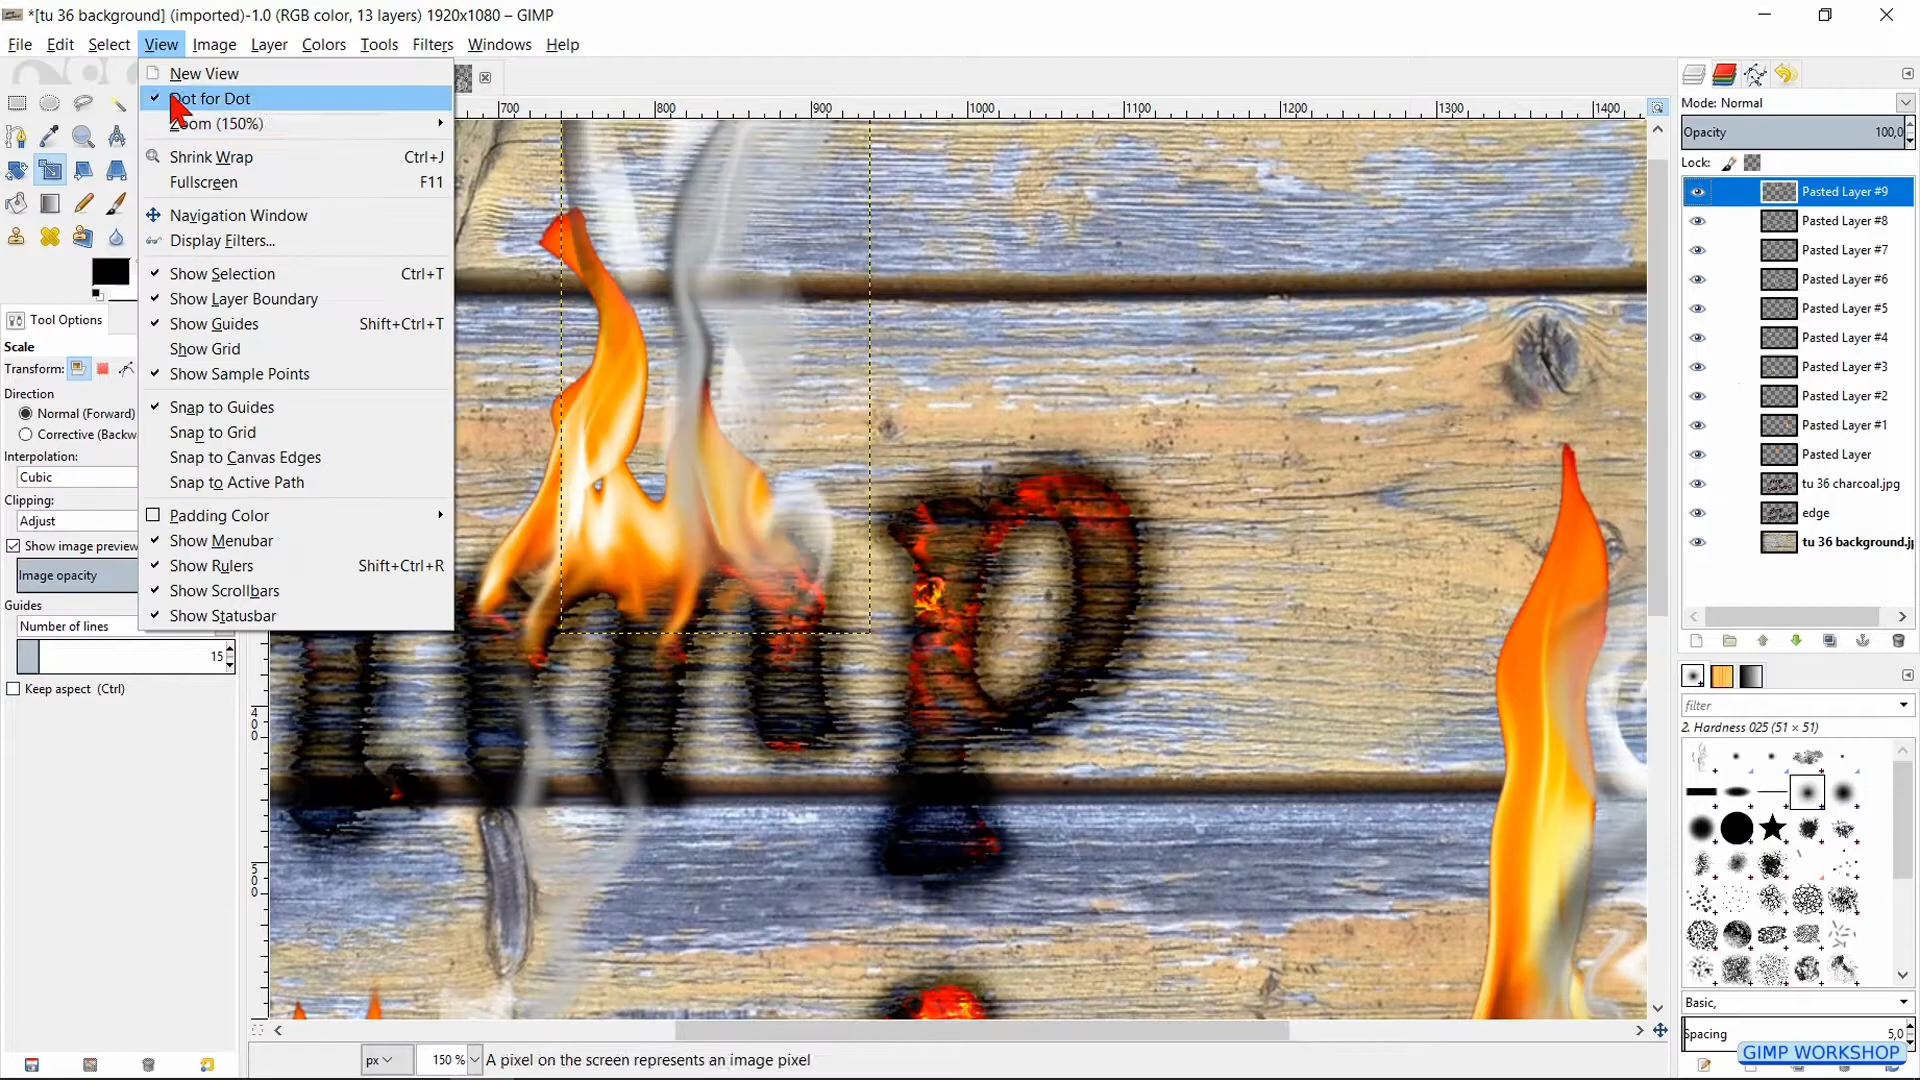 *[tu 36 background] (imported)-1.0 (RGB color, 13 layers) 1920x1080 – GIMP
File Edit Select View Image Layer Colors Tools Filters Windows Help
New View
Dot for Dot
Zoom (150%)
Shrink Wrap Ctrl+J
Fullscreen F11
Navigation Window
Display Filters...
Show Selection Ctrl+T
Show Layer Boundary
Show Guides Shift+Ctrl+T
Show Grid
Show Sample Points
Snap to Guides
Snap to Grid
Snap to Canvas Edges
Snap to Active Path
Padding Color
Show Menubar
Show Rulers Shift+Ctrl+R
Show Scrollbars
Show Statusbar
Tool Options
Scale
Transform:
Direction
Normal (Forward)
Corrective (Backw
Interpolation:
Cubic
Clipping:
Adjust
Show image preview
Image opacity
Guides
Number of lines
15
Keep aspect (Ctrl)
700 800 900 1000 1100 1200 1300 1400
400
500
Mode: Normal
Opacity 100,0
Lock:
Pasted Layer #9
Pasted Layer #8
Pasted Layer #7
Pasted Layer #6
Pasted Layer #5
Pasted Layer #4
Pasted Layer #3
Pasted Layer #2
Pasted Layer #1
Pasted Layer
tu 36 charcoal.jpg
edge
tu 36 background.j
filter
2. Hardness 025 (51 × 51)
Basic,
Spacing 5,0
GIMP WORKSHOP
px 150 % A pixel on the screen represents an image pixel